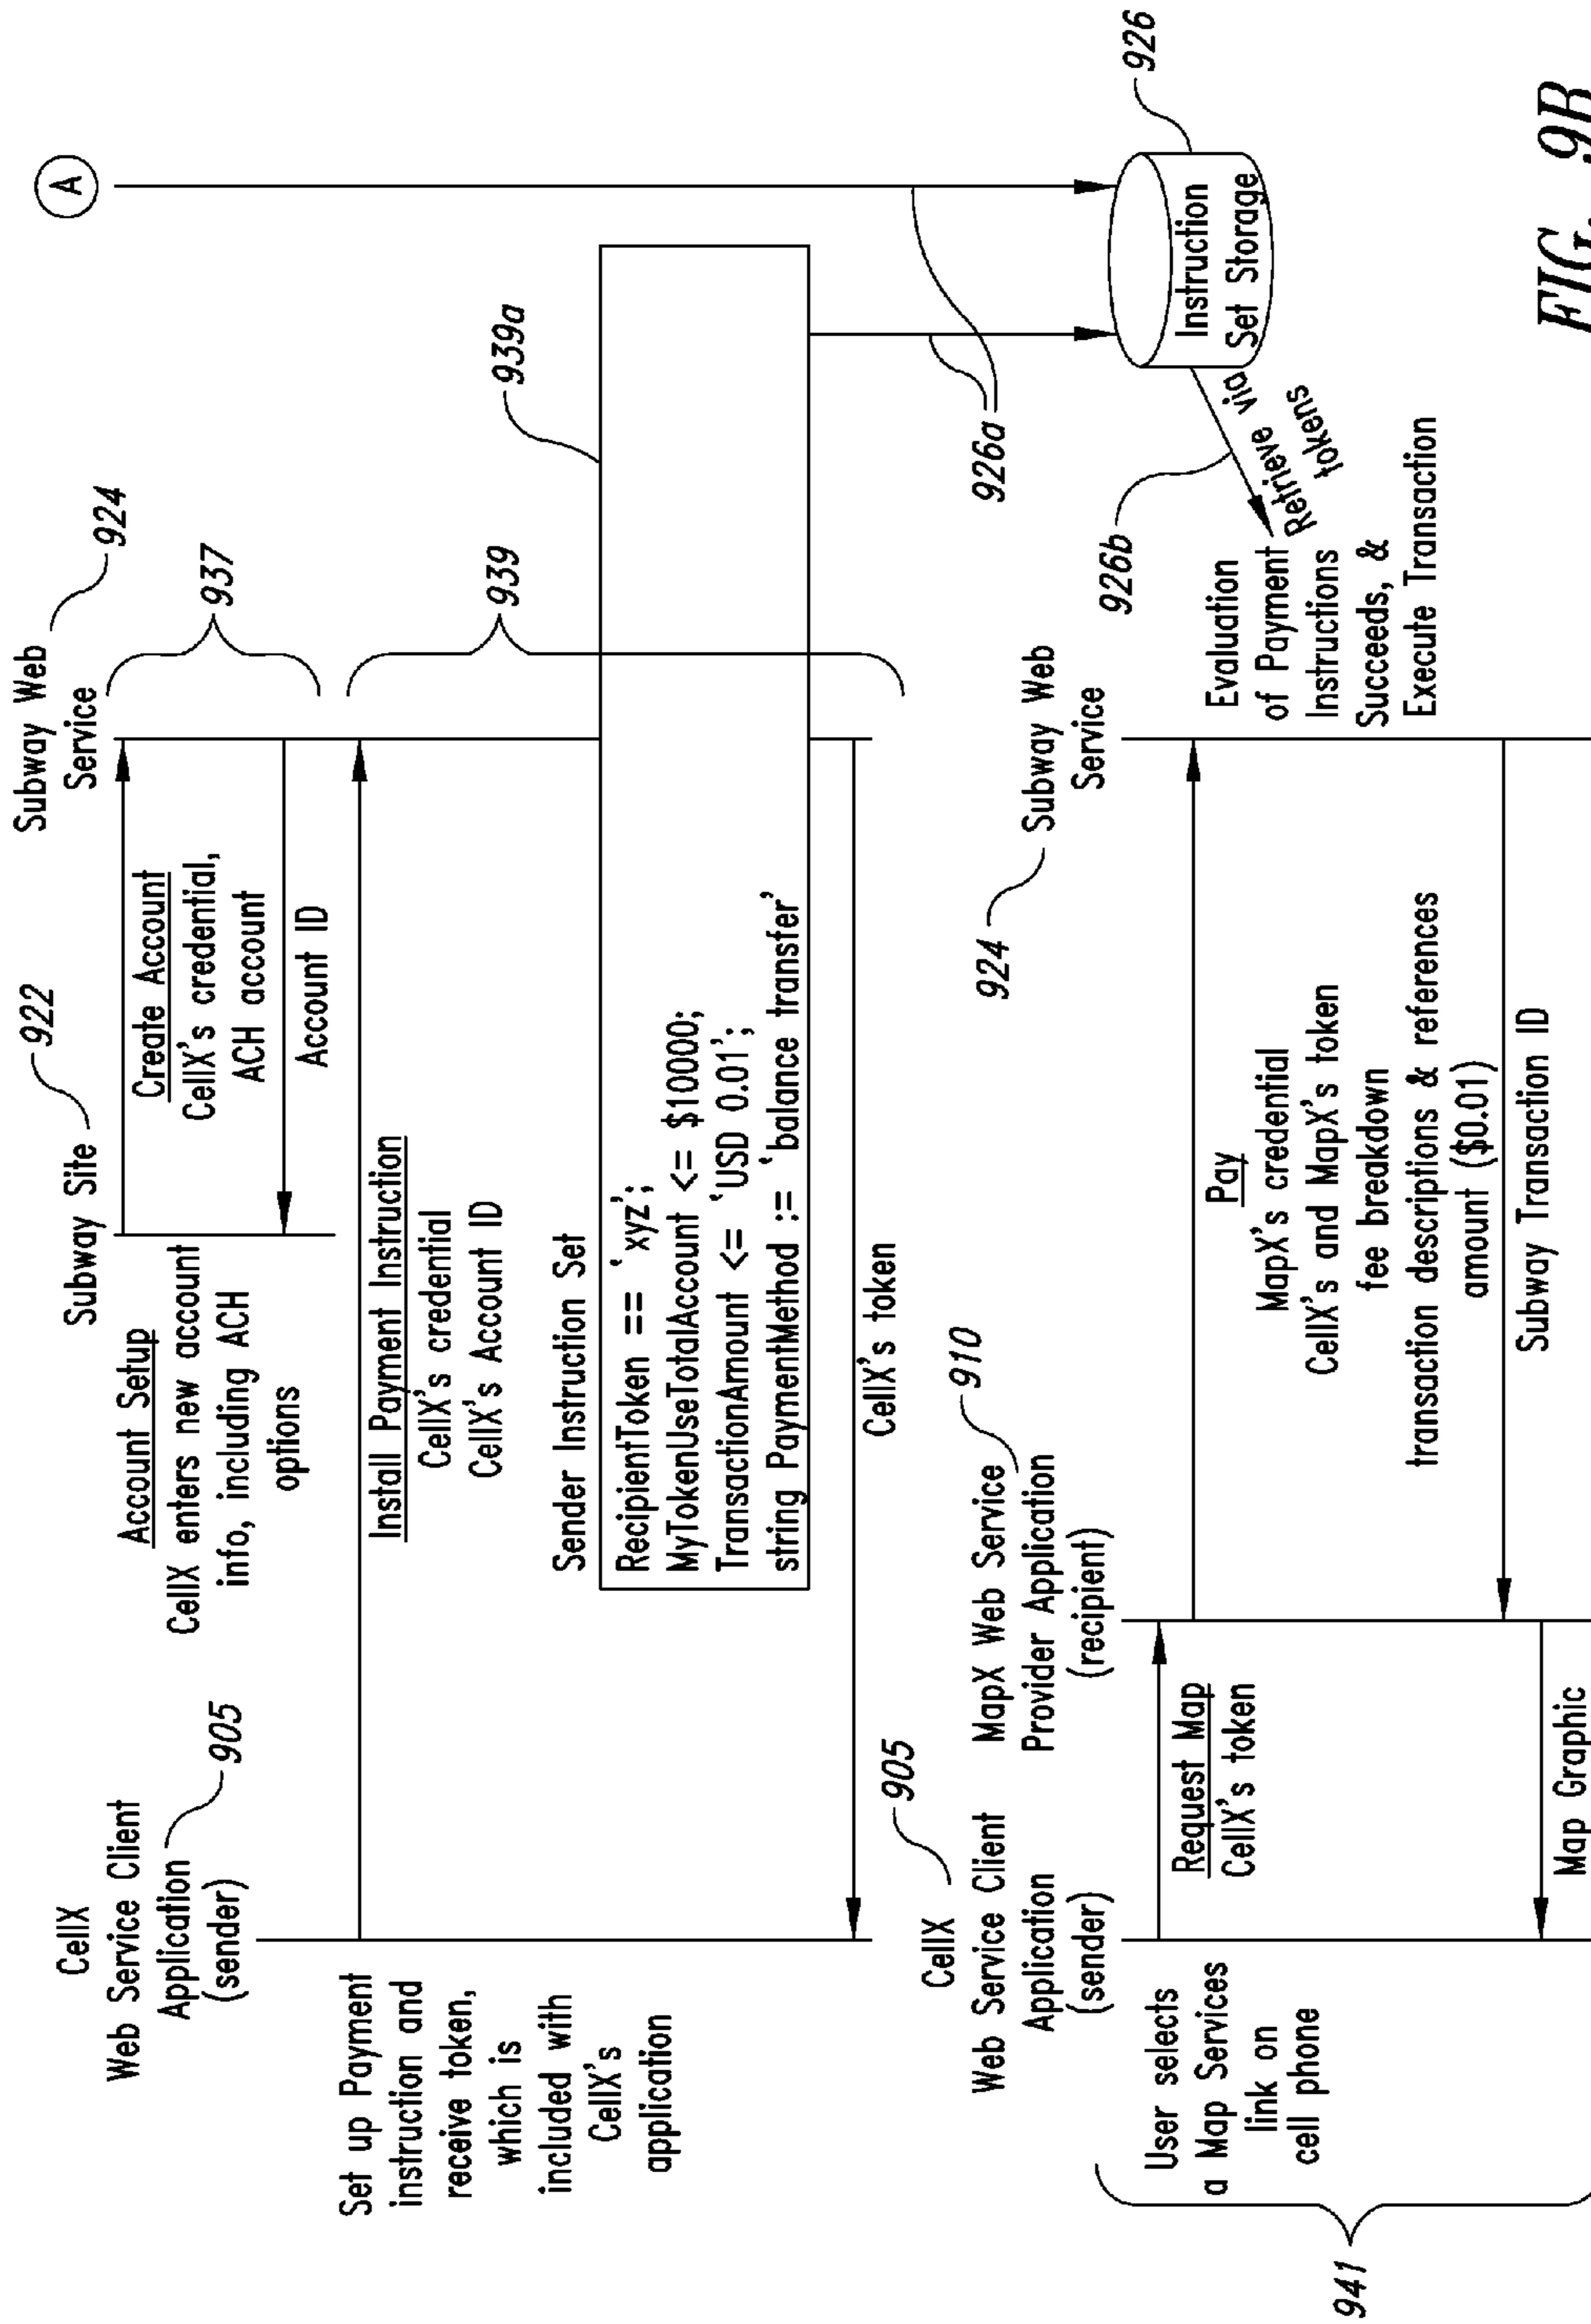 CellX
Web Service Client
Application
(sender)
905
Subway Site
922
Subway Web
Service
924
A
Account Setup
CellX enters new account
info, including ACH
options
Create Account
CellX's credential,
ACH account
Account ID
937
Set up Payment
instruction and
receive token,
which is
included with
CellX's
application
Install Payment Instruction
CellX's credential
CellX's Account ID
939
Sender Instruction Set
939a
RecipientToken == 'xyz';
MyTokenUseTotalAccount <= $10000;
TransactionAmount <= 'USD 0.01';
string PaymentMethod := 'balance transfer'
CellX's token
926a
CellX
Web Service Client
Application
(sender)
905
MapX Web Service
Provider Application
(recipient)
910
924
Subway Web
Service
926
Instruction
Set Storage
926b
Retrieve via
tokens
941
User selects
a Map Services
link on
cell phone
Request Map
CellX's token
Pay
MapX's credential
CellX's and MapX's token
fee breakdown
transaction descriptions & references
amount ($0.01)
Evaluation
of Payment
Instructions
Succeeds, &
Execute Transaction
Subway Transaction ID
Map Graphic
FIG. 9B